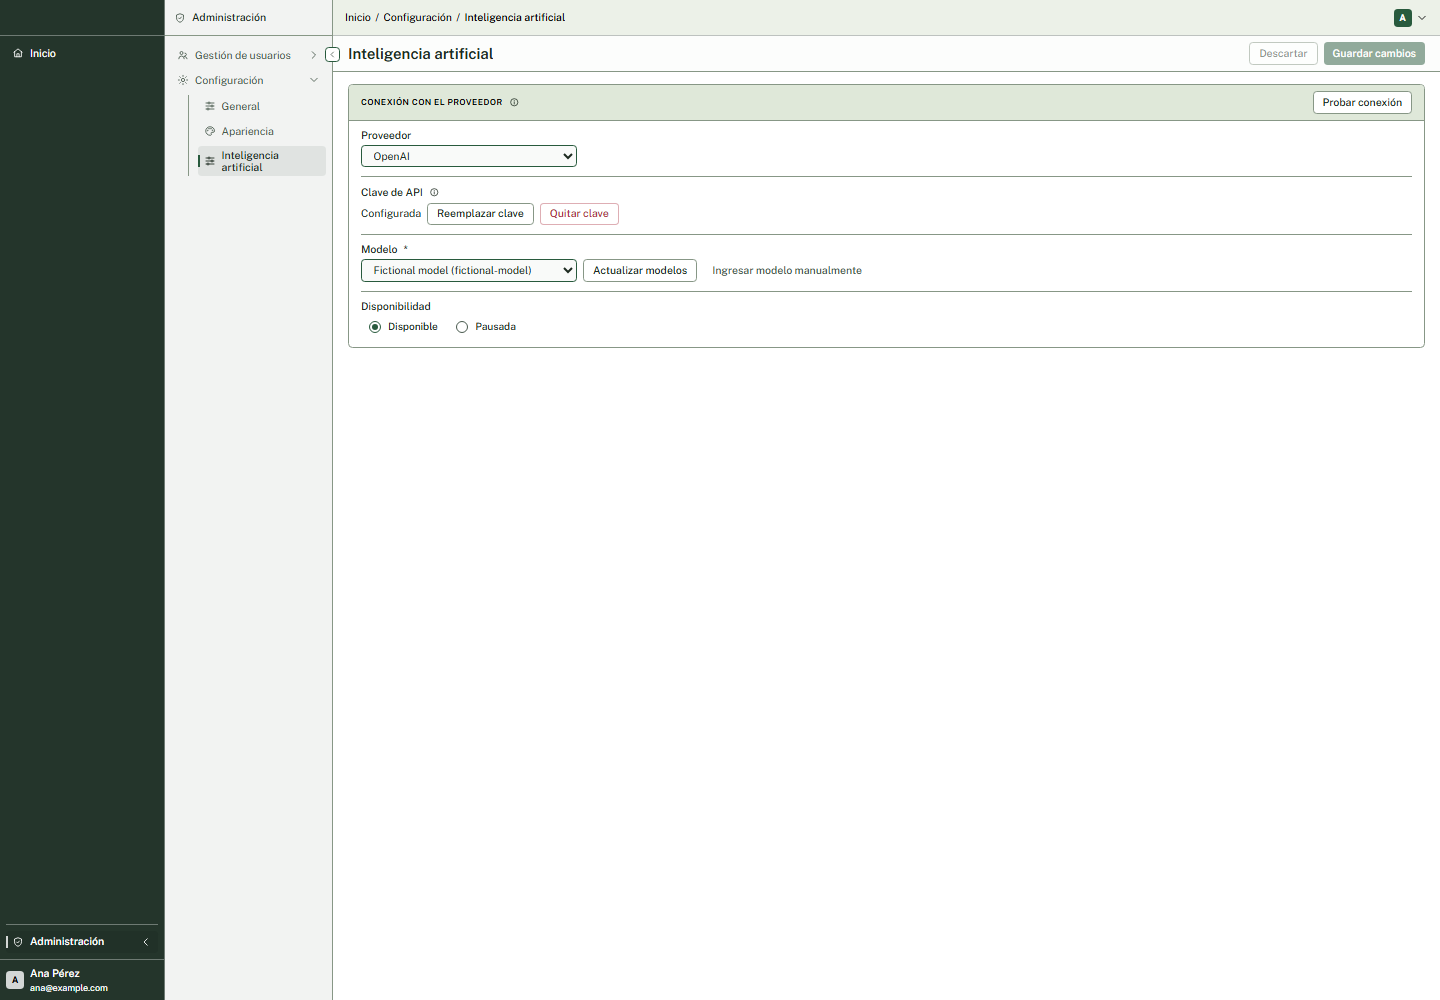 Inicio
Administración
Ana Pérez
ana@example.com
A
Administración
Gestión de usuarios
Configuración
General
Apariencia
Inteligencia
artificial
Inicio / Configuración / Inteligencia artificial
A
Inteligencia artificial
Descartar
Guardar cambios
CONEXIÓN CON EL PROVEEDOR
Probar conexión
Proveedor
OpenAI
Clave de API
Configurada
Reemplazar clave
Quitar clave
Modelo *
Fictional model (fictional-model)
Actualizar modelos
Ingresar modelo manualmente
Disponibilidad
Disponible
Pausada